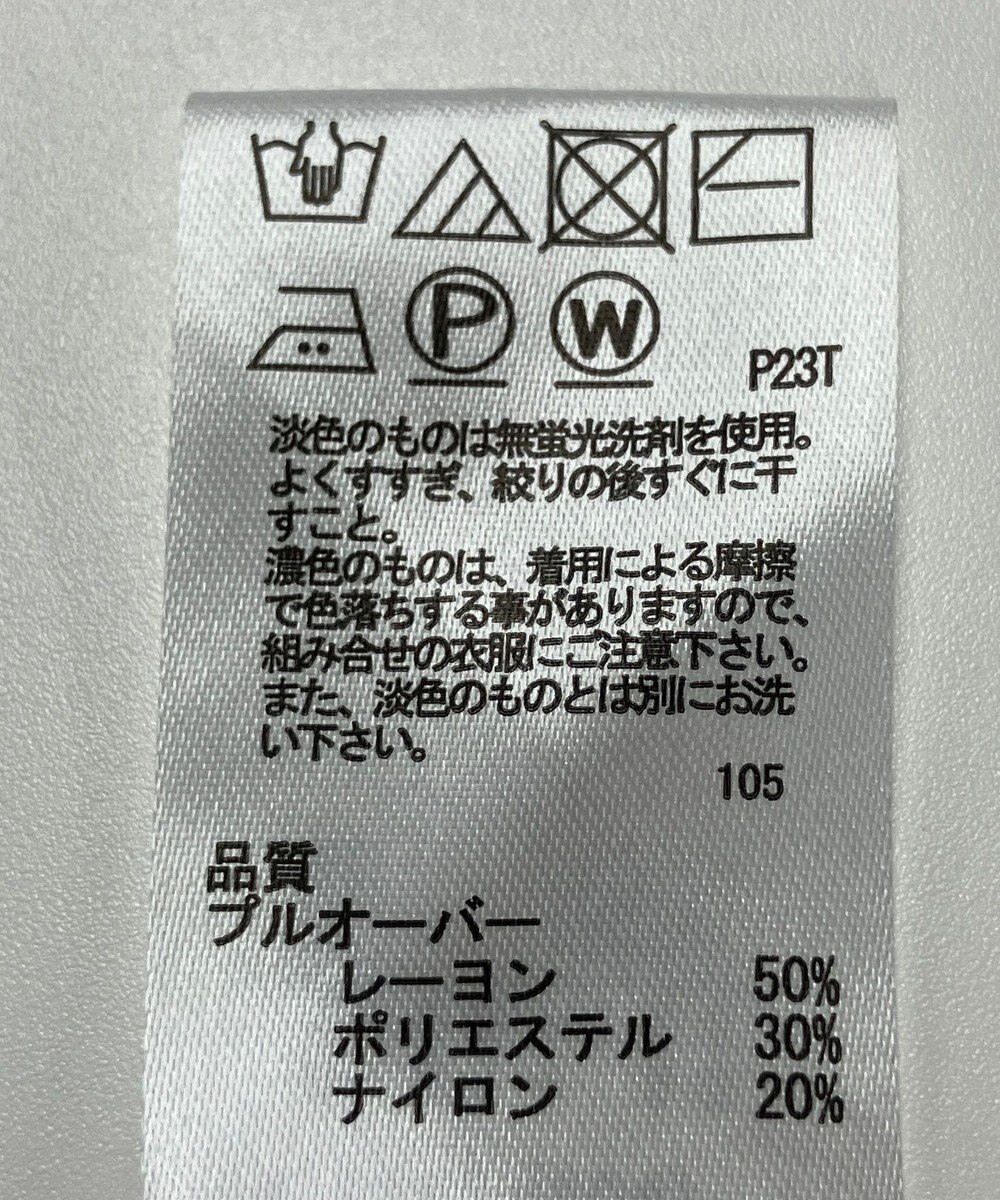 P
W
P23T
淡色のものは無蛍光洗剤を使用。
よくすすぎ、絞りの後すぐに干
すこと。
濃色のものは、着用による摩擦
で色落ちする事がありますので、
組み合せの衣服にご注意下さい。
また、淡色のものとは別にお洗
い下さい。
105
品質
プルオーバー
レーヨン 50%
ポリエステル 30%
ナイロン 20%